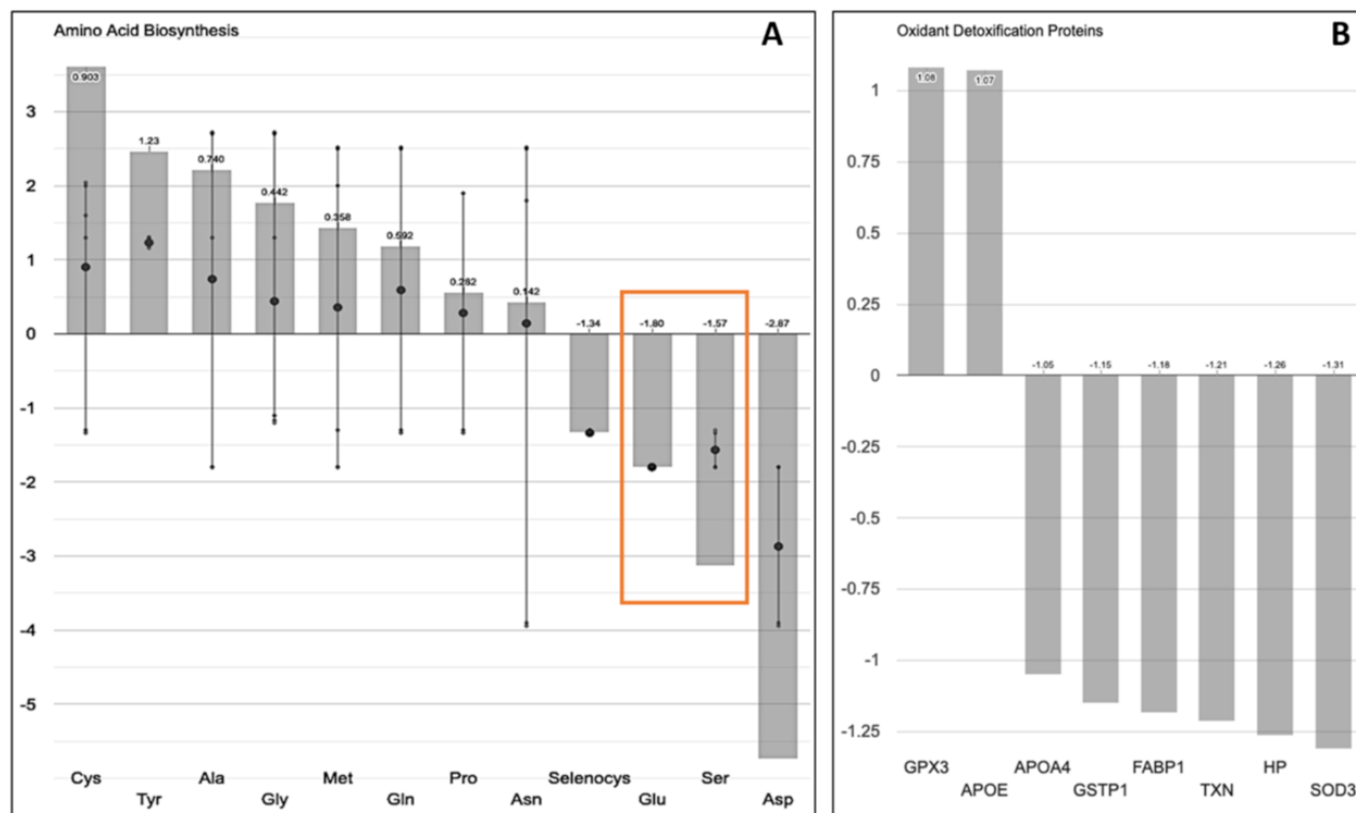 Amino Acid Biosynthesis
A
0.903
1.23
0.740
0.442
0.358
0.592
0.282
0.142
-1.34
-1.80
-1.57
-2.87
3
2
1
0
-1
-2
-3
-4
-5
Cys
Ala
Met
Pro
Selenocys
Ser
Tyr
Gly
Gln
Asn
Glu
Asp
Oxidant Detoxification Proteins
B
1.08
1.07
-1.05
-1.15
-1.18
-1.21
-1.26
-1.31
1
0.75
0.5
0.25
0
-0.25
-0.5
-0.75
-1
-1.25
GPX3
APOA4
FABP1
HP
APOE
GSTP1
TXN
SOD3